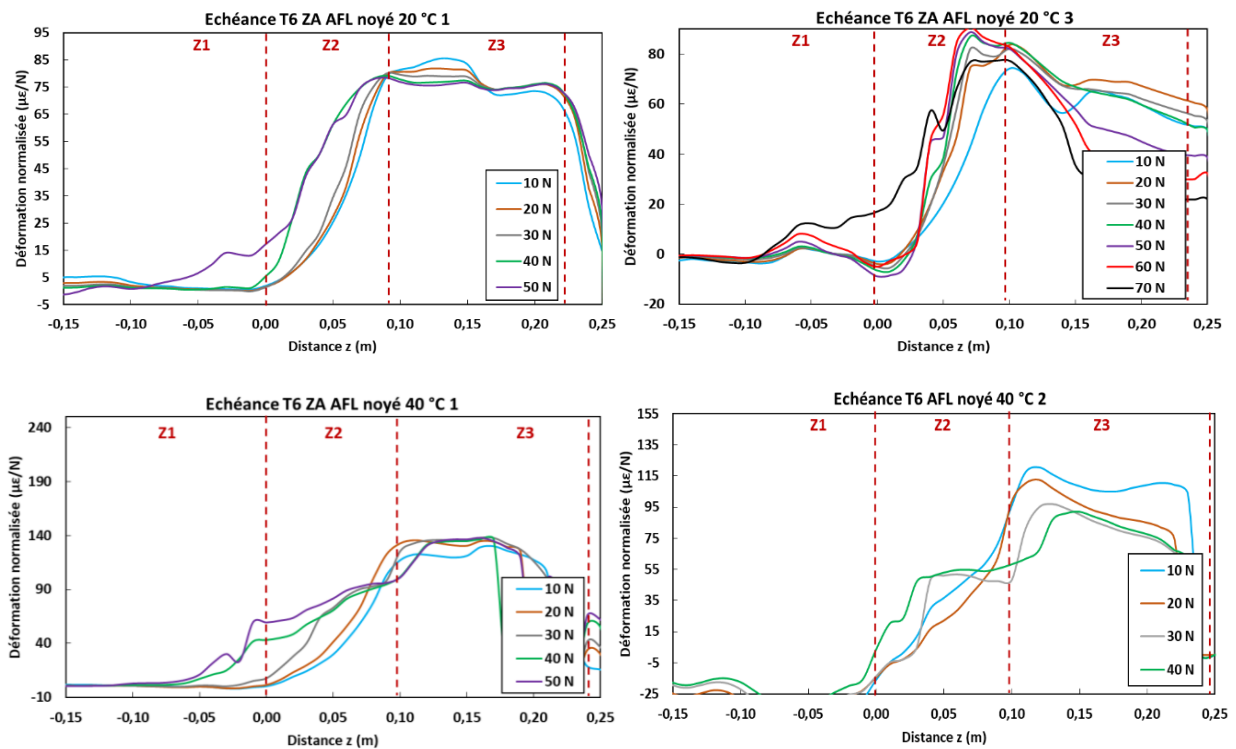 Echéance T6 ZA AFL noyé 20 °C 1
Déformation normalisée (με/N)
95
85
75
65
55
45
35
25
15
5
-5
Z1
Z2
Z3
10 N
20 N
30 N
40 N
50 N
-0,15 -0,10 -0,05 0,00 0,05 0,10 0,15 0,20 0,25
Distance z (m)
Echéance T6 ZA AFL noyé 20 °C 3
Déformation normalisée (με/N)
80
60
40
20
0
-20
Z1
Z2
Z3
10 N
20 N
30 N
40 N
50 N
60 N
70 N
-0,15 -0,10 -0,05 0,00 0,05 0,10 0,15 0,20 0,25
Distance z (m)
Echéance T6 ZA AFL noyé 40 °C 1
Déformation normalisée (με/N)
240
190
140
90
40
-10
Z1
Z2
Z3
10 N
20 N
30 N
40 N
50 N
-0,15 -0,10 -0,05 0,00 0,05 0,10 0,15 0,20 0,25
Distance z (m)
Echéance T6 AFL noyé 40 °C 2
Déformation normalisée (με/N)
155
135
115
95
75
55
35
15
-5
-25
Z1
Z2
Z3
10 N
20 N
30 N
40 N
-0,15 -0,10 -0,05 0,00 0,05 0,10 0,15 0,20 0,25
Distance z (m)